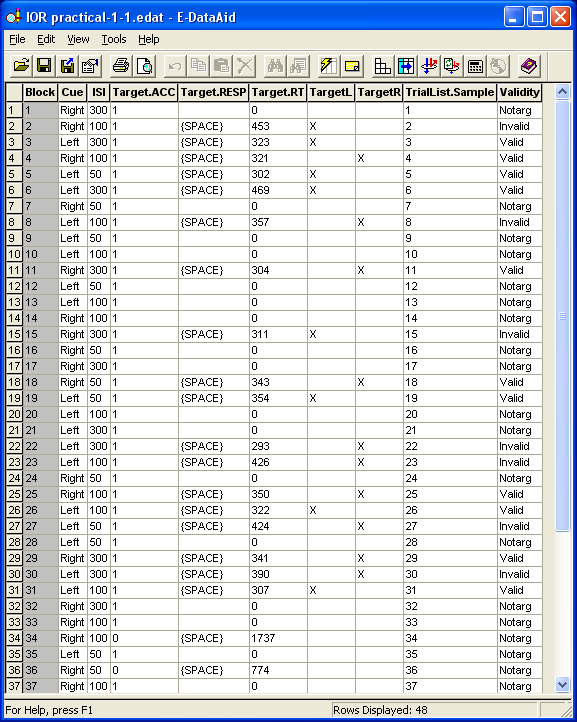 IOR practical-1-1.edat - E-DataAid
File Edit View Tools Help
Block Cue ISI Target.ACC Target.RESP Target.RT TargetL TargetR TrialList.Sample Validity
1 1 Right 300 1 0 1 Notarg
2 2 Right 100 1 {SPACE} 453 X 2 Invalid
3 3 Left 300 1 {SPACE} 323 X 3 Valid
4 4 Right 100 1 {SPACE} 321 X 4 Valid
5 5 Left 50 1 {SPACE} 302 X 5 Valid
6 6 Left 300 1 {SPACE} 469 X 6 Valid
7 7 Right 50 1 0 7 Notarg
8 8 Left 100 1 {SPACE} 357 X 8 Invalid
9 9 Left 50 1 0 9 Notarg
10 10 Left 100 1 0 10 Notarg
11 11 Right 300 1 {SPACE} 304 X 11 Valid
12 12 Left 50 1 0 12 Notarg
13 13 Left 100 1 0 13 Notarg
14 14 Right 100 1 0 14 Notarg
15 15 Right 300 1 {SPACE} 311 X 15 Invalid
16 16 Right 50 1 0 16 Notarg
17 17 Right 300 1 0 17 Notarg
18 18 Right 50 1 {SPACE} 343 X 18 Valid
19 19 Left 50 1 {SPACE} 354 X 19 Valid
20 20 Left 100 1 0 20 Notarg
21 21 Left 300 1 0 21 Notarg
22 22 Left 300 1 {SPACE} 293 X 22 Invalid
23 23 Left 100 1 {SPACE} 426 X 23 Invalid
24 24 Right 50 1 0 24 Notarg
25 25 Right 100 1 {SPACE} 350 X 25 Valid
26 26 Left 100 1 {SPACE} 322 X 26 Valid
27 27 Left 50 1 {SPACE} 424 X 27 Invalid
28 28 Left 50 1 0 28 Notarg
29 29 Right 300 1 {SPACE} 341 X 29 Valid
30 30 Left 300 1 {SPACE} 390 X 30 Invalid
31 31 Left 100 1 {SPACE} 307 X 31 Valid
32 32 Right 300 1 0 32 Notarg
33 33 Right 100 1 0 33 Notarg
34 34 Right 100 0 {SPACE} 1737 34 Notarg
35 35 Left 50 1 0 35 Notarg
36 36 Right 50 0 {SPACE} 774 36 Notarg
37 37 Right 100 1 0 37 Notarg
For Help, press F1 Rows Displayed: 48